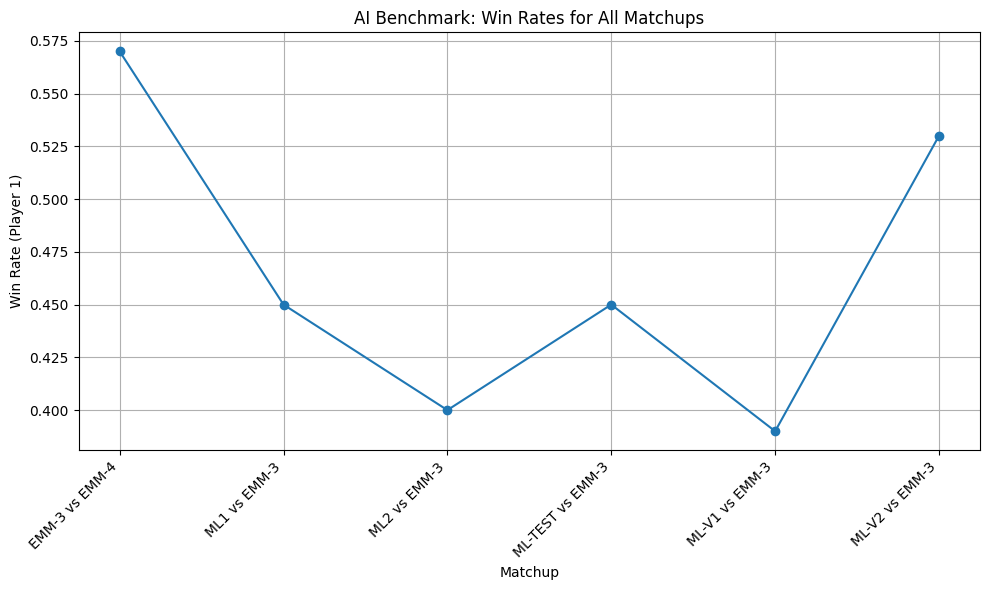 AI Benchmark: Win Rates for All Matchups
Win Rate (Player 1)
0.575
0.550
0.525
0.500
0.475
0.450
0.425
0.400
EMM-3 vs EMM-4
ML1 vs EMM-3
ML2 vs EMM-3
ML-TEST vs EMM-3
ML-V1 vs EMM-3
ML-V2 vs EMM-3
Matchup